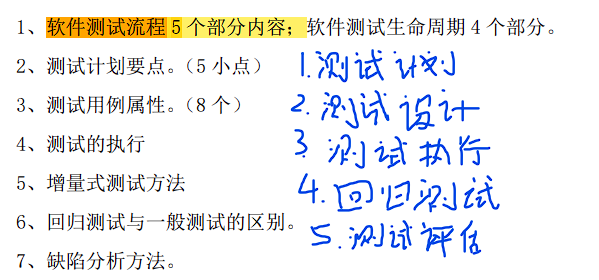 1、软件测试流程 5 个部分内容；软件测试生命周期 4 个部分。
2、测试计划要点。（5 小点）
3、测试用例属性。（8 个）
4、测试的执行
5、增量式测试方法
6、回归测试与一般测试的区别。
7、缺陷分析方法。
1.测试计划
2.测试设计
3.测试执行
4.回归测试
5.测试评估